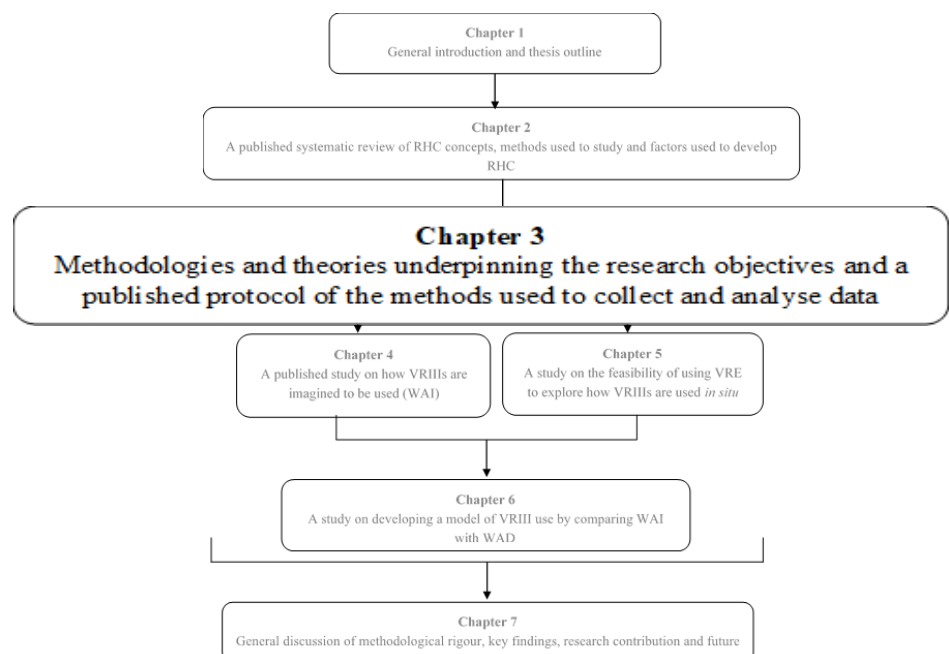 Chapter 1
General introduction and thesis outline
Chapter 2
A published systematic review of RHC concepts, methods used to study and factors used to develop
RHC
Chapter 3
Methodologies and theories underpinning the research objectives and a
published protocol of the methods used to collect and analyse data
Chapter 4
A published study on how VRIIIs are
imagined to be used (WAI)
Chapter 5
A study on the feasibility of using VRE
to explore how VRIIIs are used in situ
Chapter 6
A study on developing a model of VRIII use by comparing WAI
with WAD
Chapter 7
General discussion of methodological rigour, key findings, research contribution and future